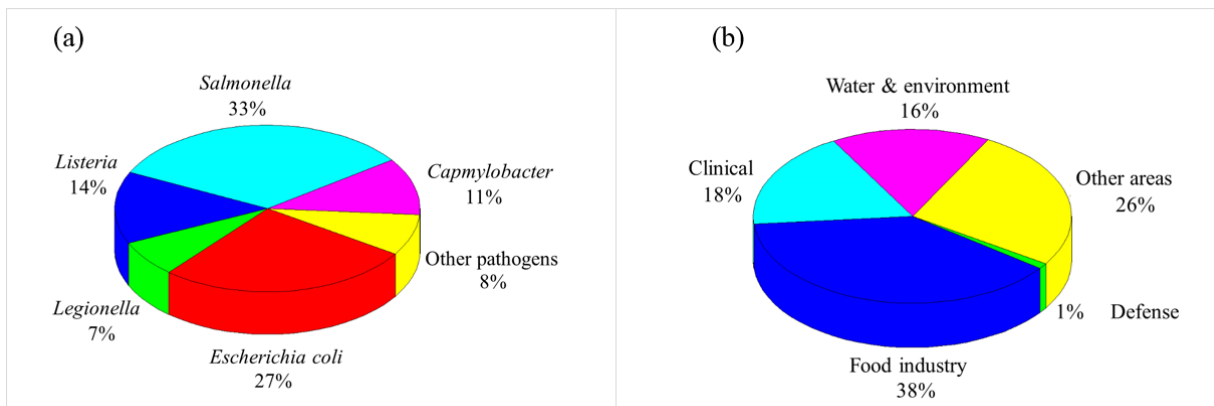 (a)
Salmonella
33%
Listeria
14%
Capmylobacter
11%
Other pathogens
8%
Legionella
7%
Escherichia coli
27%
(b)
Water & environment
16%
Clinical
18%
Other areas
26%
1% Defense
Food industry
38%